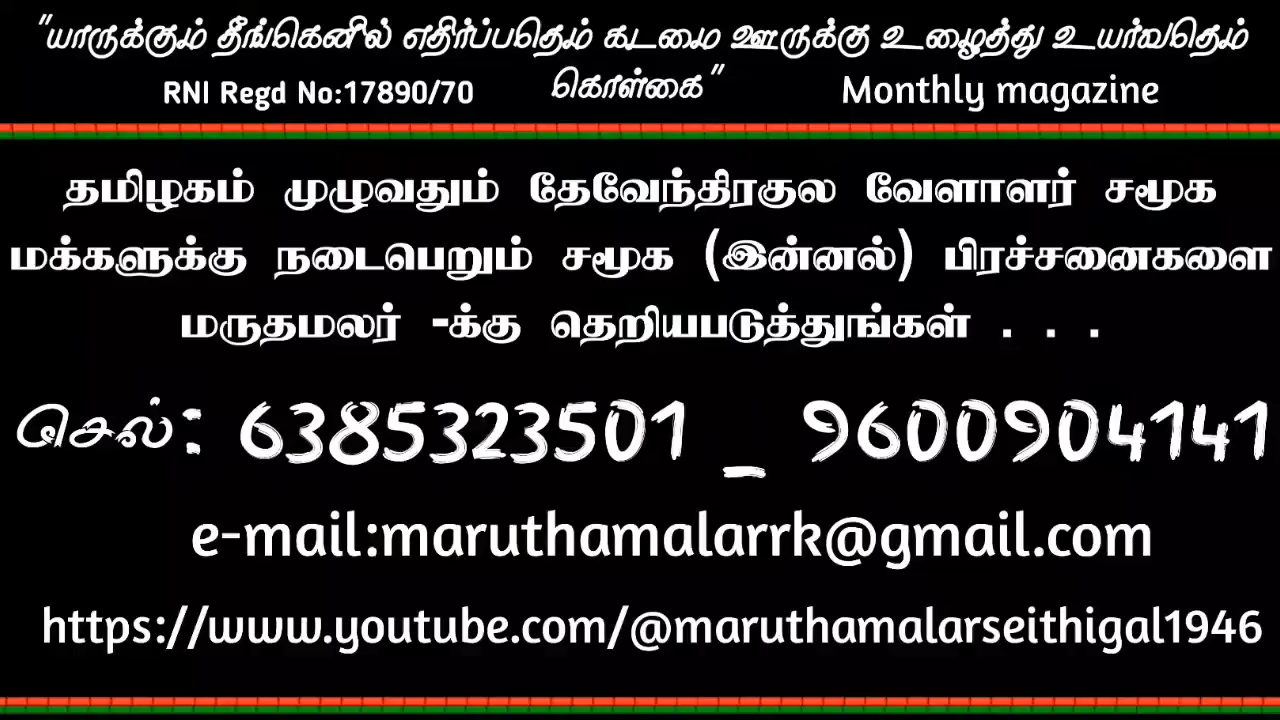 "யாருக்கும் தீங்கெனில் எதிர்ப்பதெம் கடமை ஊருக்கு உழைத்து உயர்வதெம்
கொள்கை"
RNI Regd No:17890/70
Monthly magazine
தமிழகம் முழுவதும் தேவேந்திரகுல வேளாளர் சமூக
மக்களுக்கு நடைபெறும் சமூக (இன்னல்) பிரச்சனைகளை
மருதமலர் -க்கு தெறியபடுத்துங்கள் . . .
செல்: 6385323501 _ 9600904141
e-mail:maruthamalarrk@gmail.com
https://www.youtube.com/@maruthamalarseithigal1946